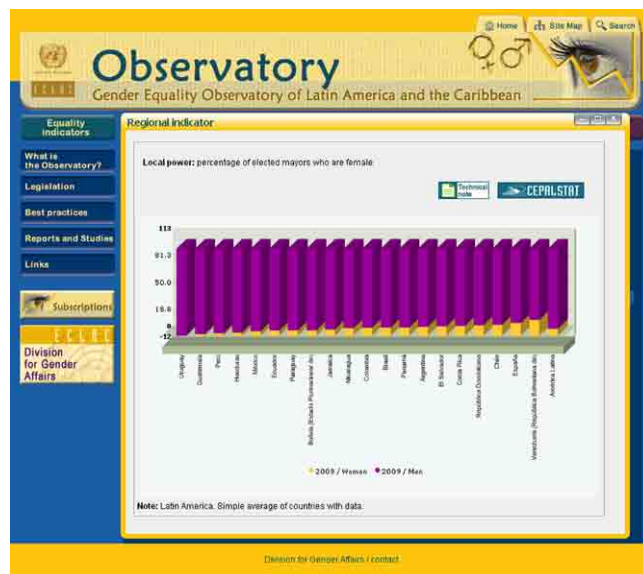 Home Site Map Search
Observatory
ECLAC
Gender Equality Observatory of Latin America and the Caribbean
Equality
indicators
What is
the Observatory?
Legislation
Best practices
Reports and Studies
Links
Subscriptions
ECLAC
Division
for Gender
Affairs
Regional indicator
Local power: percentage of elected mayors who are female
Technical
note
CEPALSTAT
113
81.3
50.0
18.8
-12
Uruguay
Guatemala
Perú
Honduras
México
Ecuador
Paraguay
Bolivia (Estado Plurinacional de)
Jamaica
Nicaragua
Colombia
Brasil
Panamá
Argentina
El Salvador
Costa Rica
República Dominicana
Chile
España
Venezuela (República Bolivariana de)
América Latina
2009 / Women 2009 / Men
Note: Latin America. Simple average of countries with data.
Division for Gender Affairs / contact